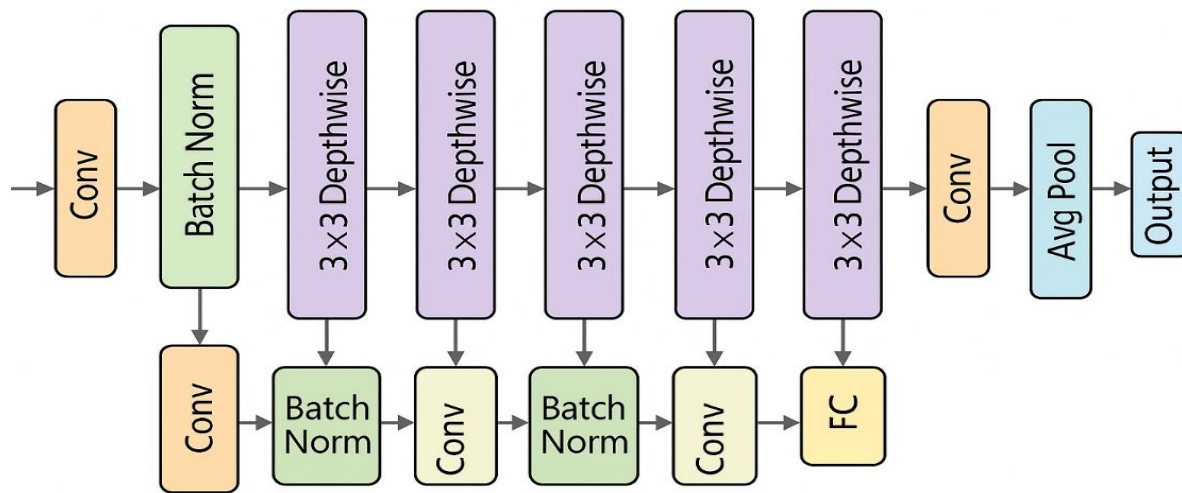 Conv
Batch Norm
3×3 Depthwise
3×3 Depthwise
3×3 Depthwise
3×3 Depthwise
3×3 Depthwise
Conv
Avg Pool
Output
Conv
Batch
Norm
Conv
Batch
Norm
Conv
FC